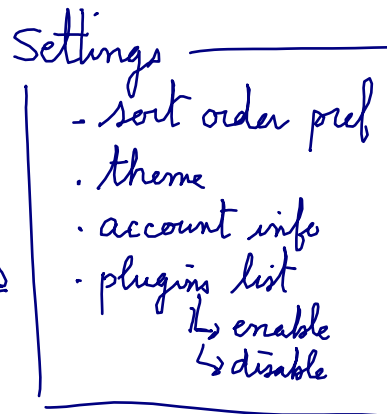 Settings
- sort order pref
. theme
. account info
. plugins list
↳ enable
↳ disable